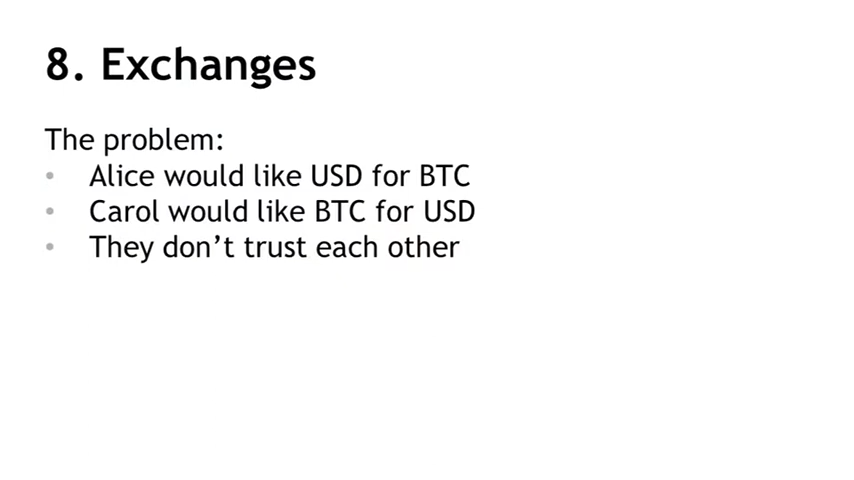 8. Exchanges
The problem:
• Alice would like USD for BTC
• Carol would like BTC for USD
• They don’t trust each other